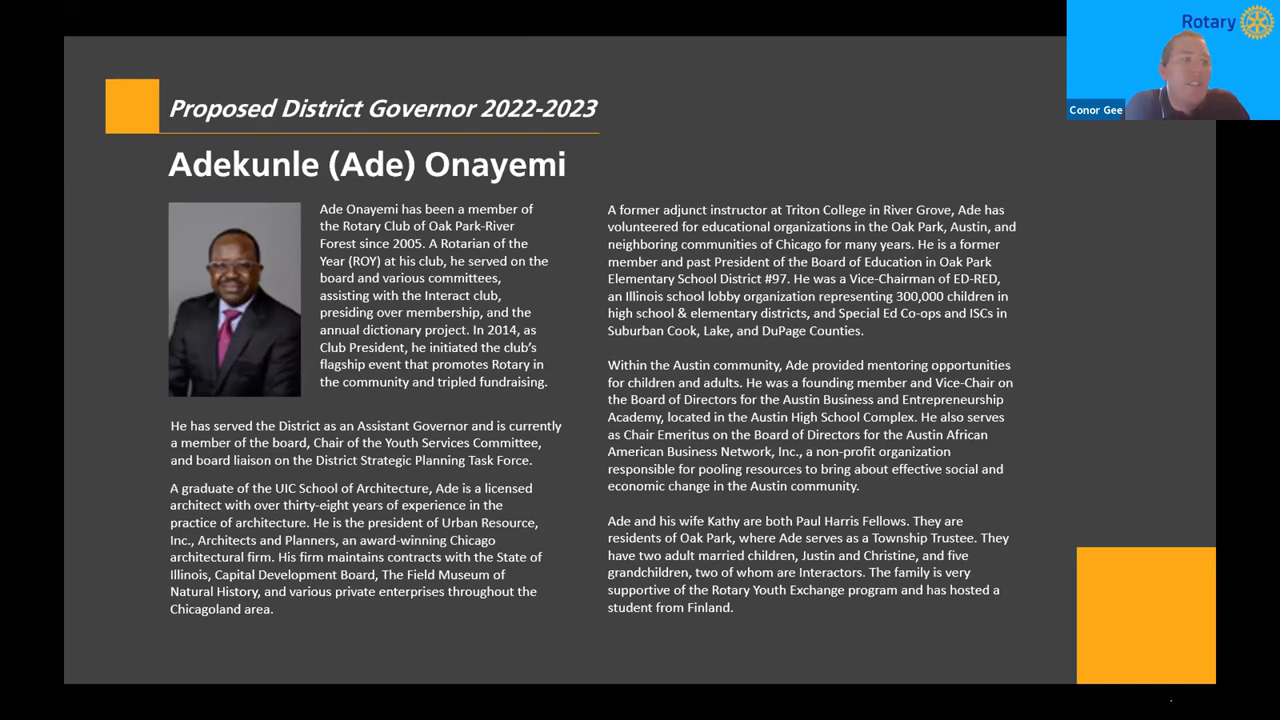 Rotary
Conor Gee
Proposed District Governor 2022-2023
Adekunle (Ade) Onayemi
Ade Onayemi has been a member of
the Rotary Club of Oak Park-River
Forest since 2005. A Rotarian of the
Year (ROY) at his club, he served on the
board and various committees,
assisting with the Interact club,
presiding over membership, and the
annual dictionary project. In 2014, as
Club President, he initiated the club's
flagship event that promotes Rotary in
the community and tripled fundraising.
He has served the District as an Assistant Governor and is currently
a member of the board, Chair of the Youth Services Committee,
and board liaison on the District Strategic Planning Task Force.
A graduate of the UIC School of Architecture, Ade is a licensed
architect with over thirty-eight years of experience in the
practice of architecture. He is the president of Urban Resource,
Inc., Architects and Planners, an award-winning Chicago
architectural firm. His firm maintains contracts with the State of
Illinois, Capital Development Board, The Field Museum of
Natural History, and various private enterprises throughout the
Chicagoland area.
A former adjunct instructor at Triton College in River Grove, Ade has
volunteered for educational organizations in the Oak Park, Austin, and
neighboring communities of Chicago for many years. He is a former
member and past President of the Board of Education in Oak Park
Elementary School District #97. He was a Vice-Chairman of ED-RED,
an Illinois school lobby organization representing 300,000 children in
high school & elementary districts, and Special Ed Co-ops and ISCs in
Suburban Cook, Lake, and DuPage Counties.
Within the Austin community, Ade provided mentoring opportunities
for children and adults. He was a founding member and Vice-Chair on
the Board of Directors for the Austin Business and Entrepreneurship
Academy, located in the Austin High School Complex. He also serves
as Chair Emeritus on the Board of Directors for the Austin African
American Business Network, Inc., a non-profit organization
responsible for pooling resources to bring about effective social and
economic change in the Austin community.
Ade and his wife Kathy are both Paul Harris Fellows. They are
residents of Oak Park, where Ade serves as a Township Trustee. They
have two adult married children, Justin and Christine, and five
grandchildren, two of whom are Interactors. The family is very
supportive of the Rotary Youth Exchange program and has hosted a
student from Finland.